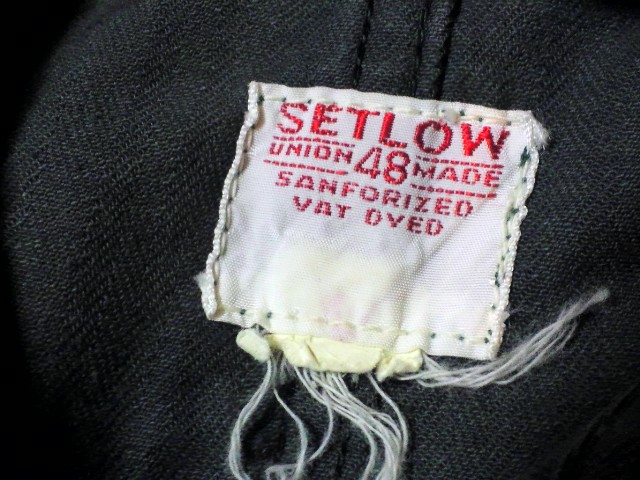 SETLOW
UNION 48 MADE
SANFORIZED
VAT DYED